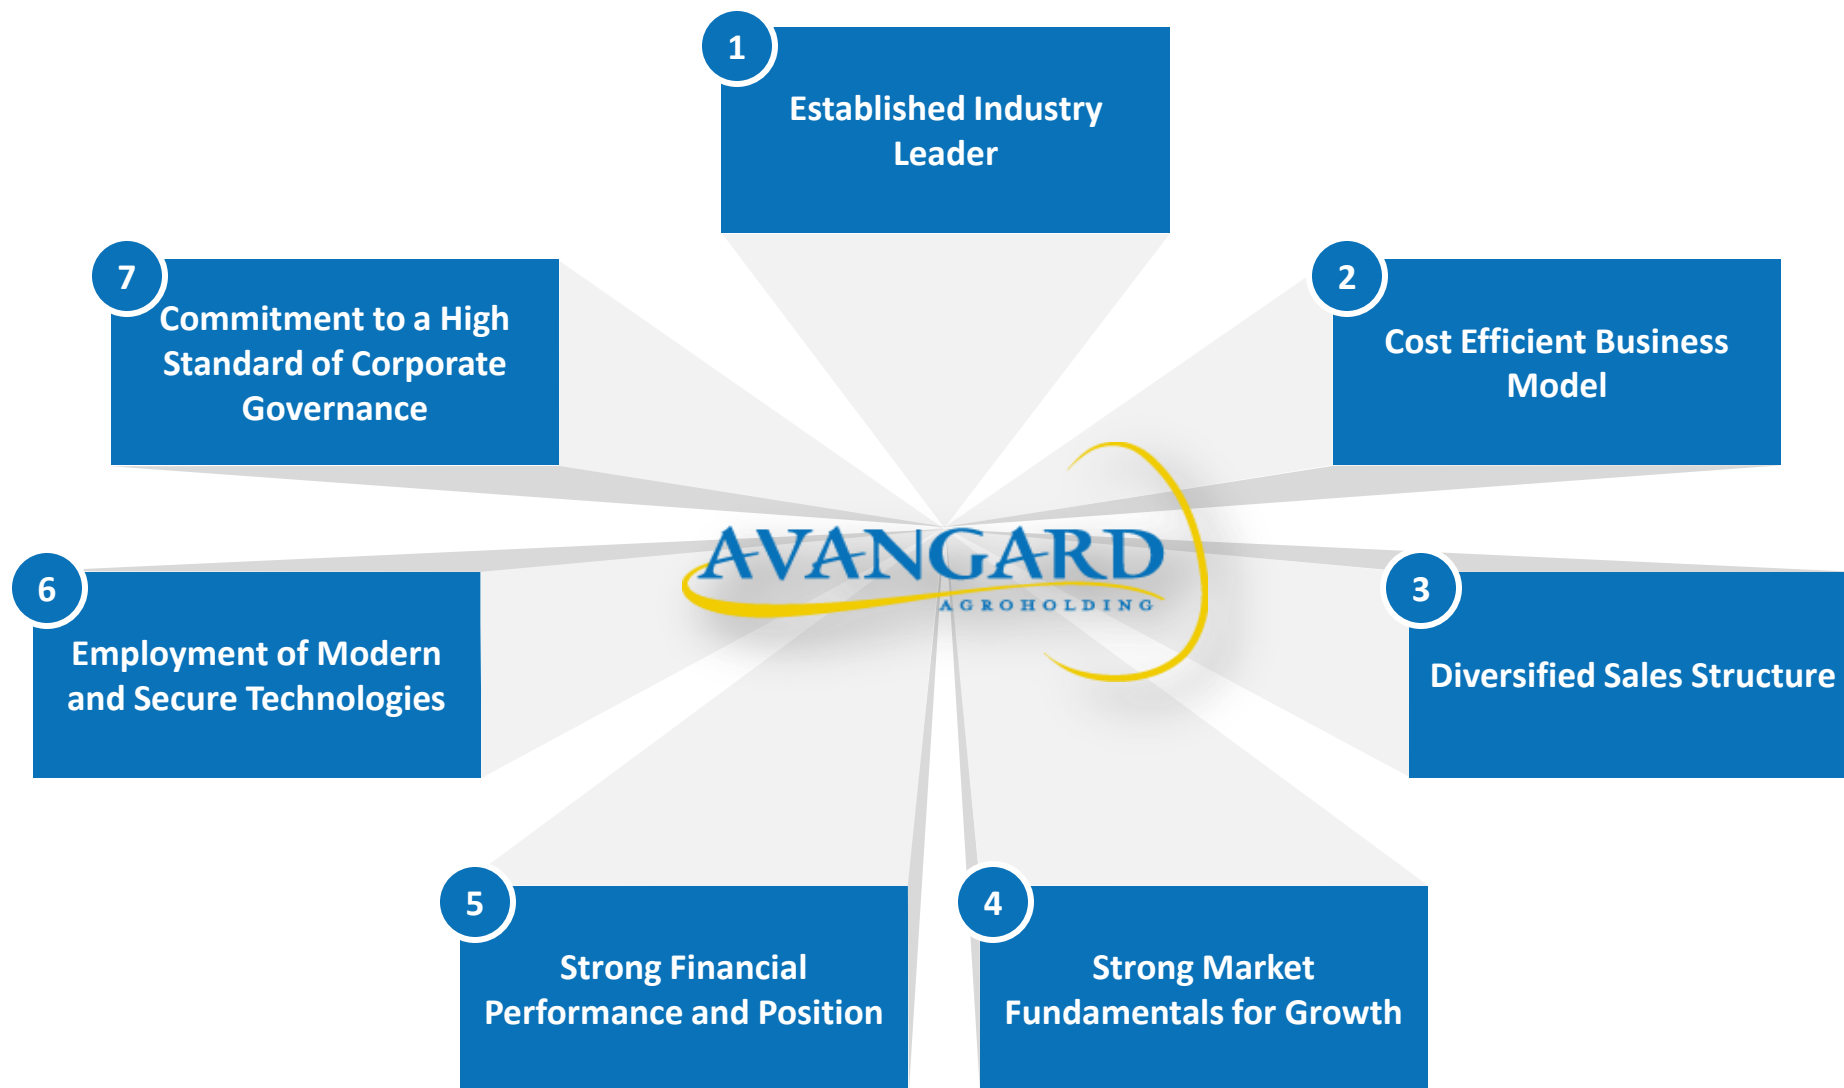 1
Established Industry
Leader
2
Cost Efficient Business
Model
3
Diversified Sales Structure
4
Strong Market
Fundamentals for Growth
5
Strong Financial
Performance and Position
6
Employment of Modern
and Secure Technologies
7
Commitment to a High
Standard of Corporate
Governance
AVANGARD
AGROHOLDING